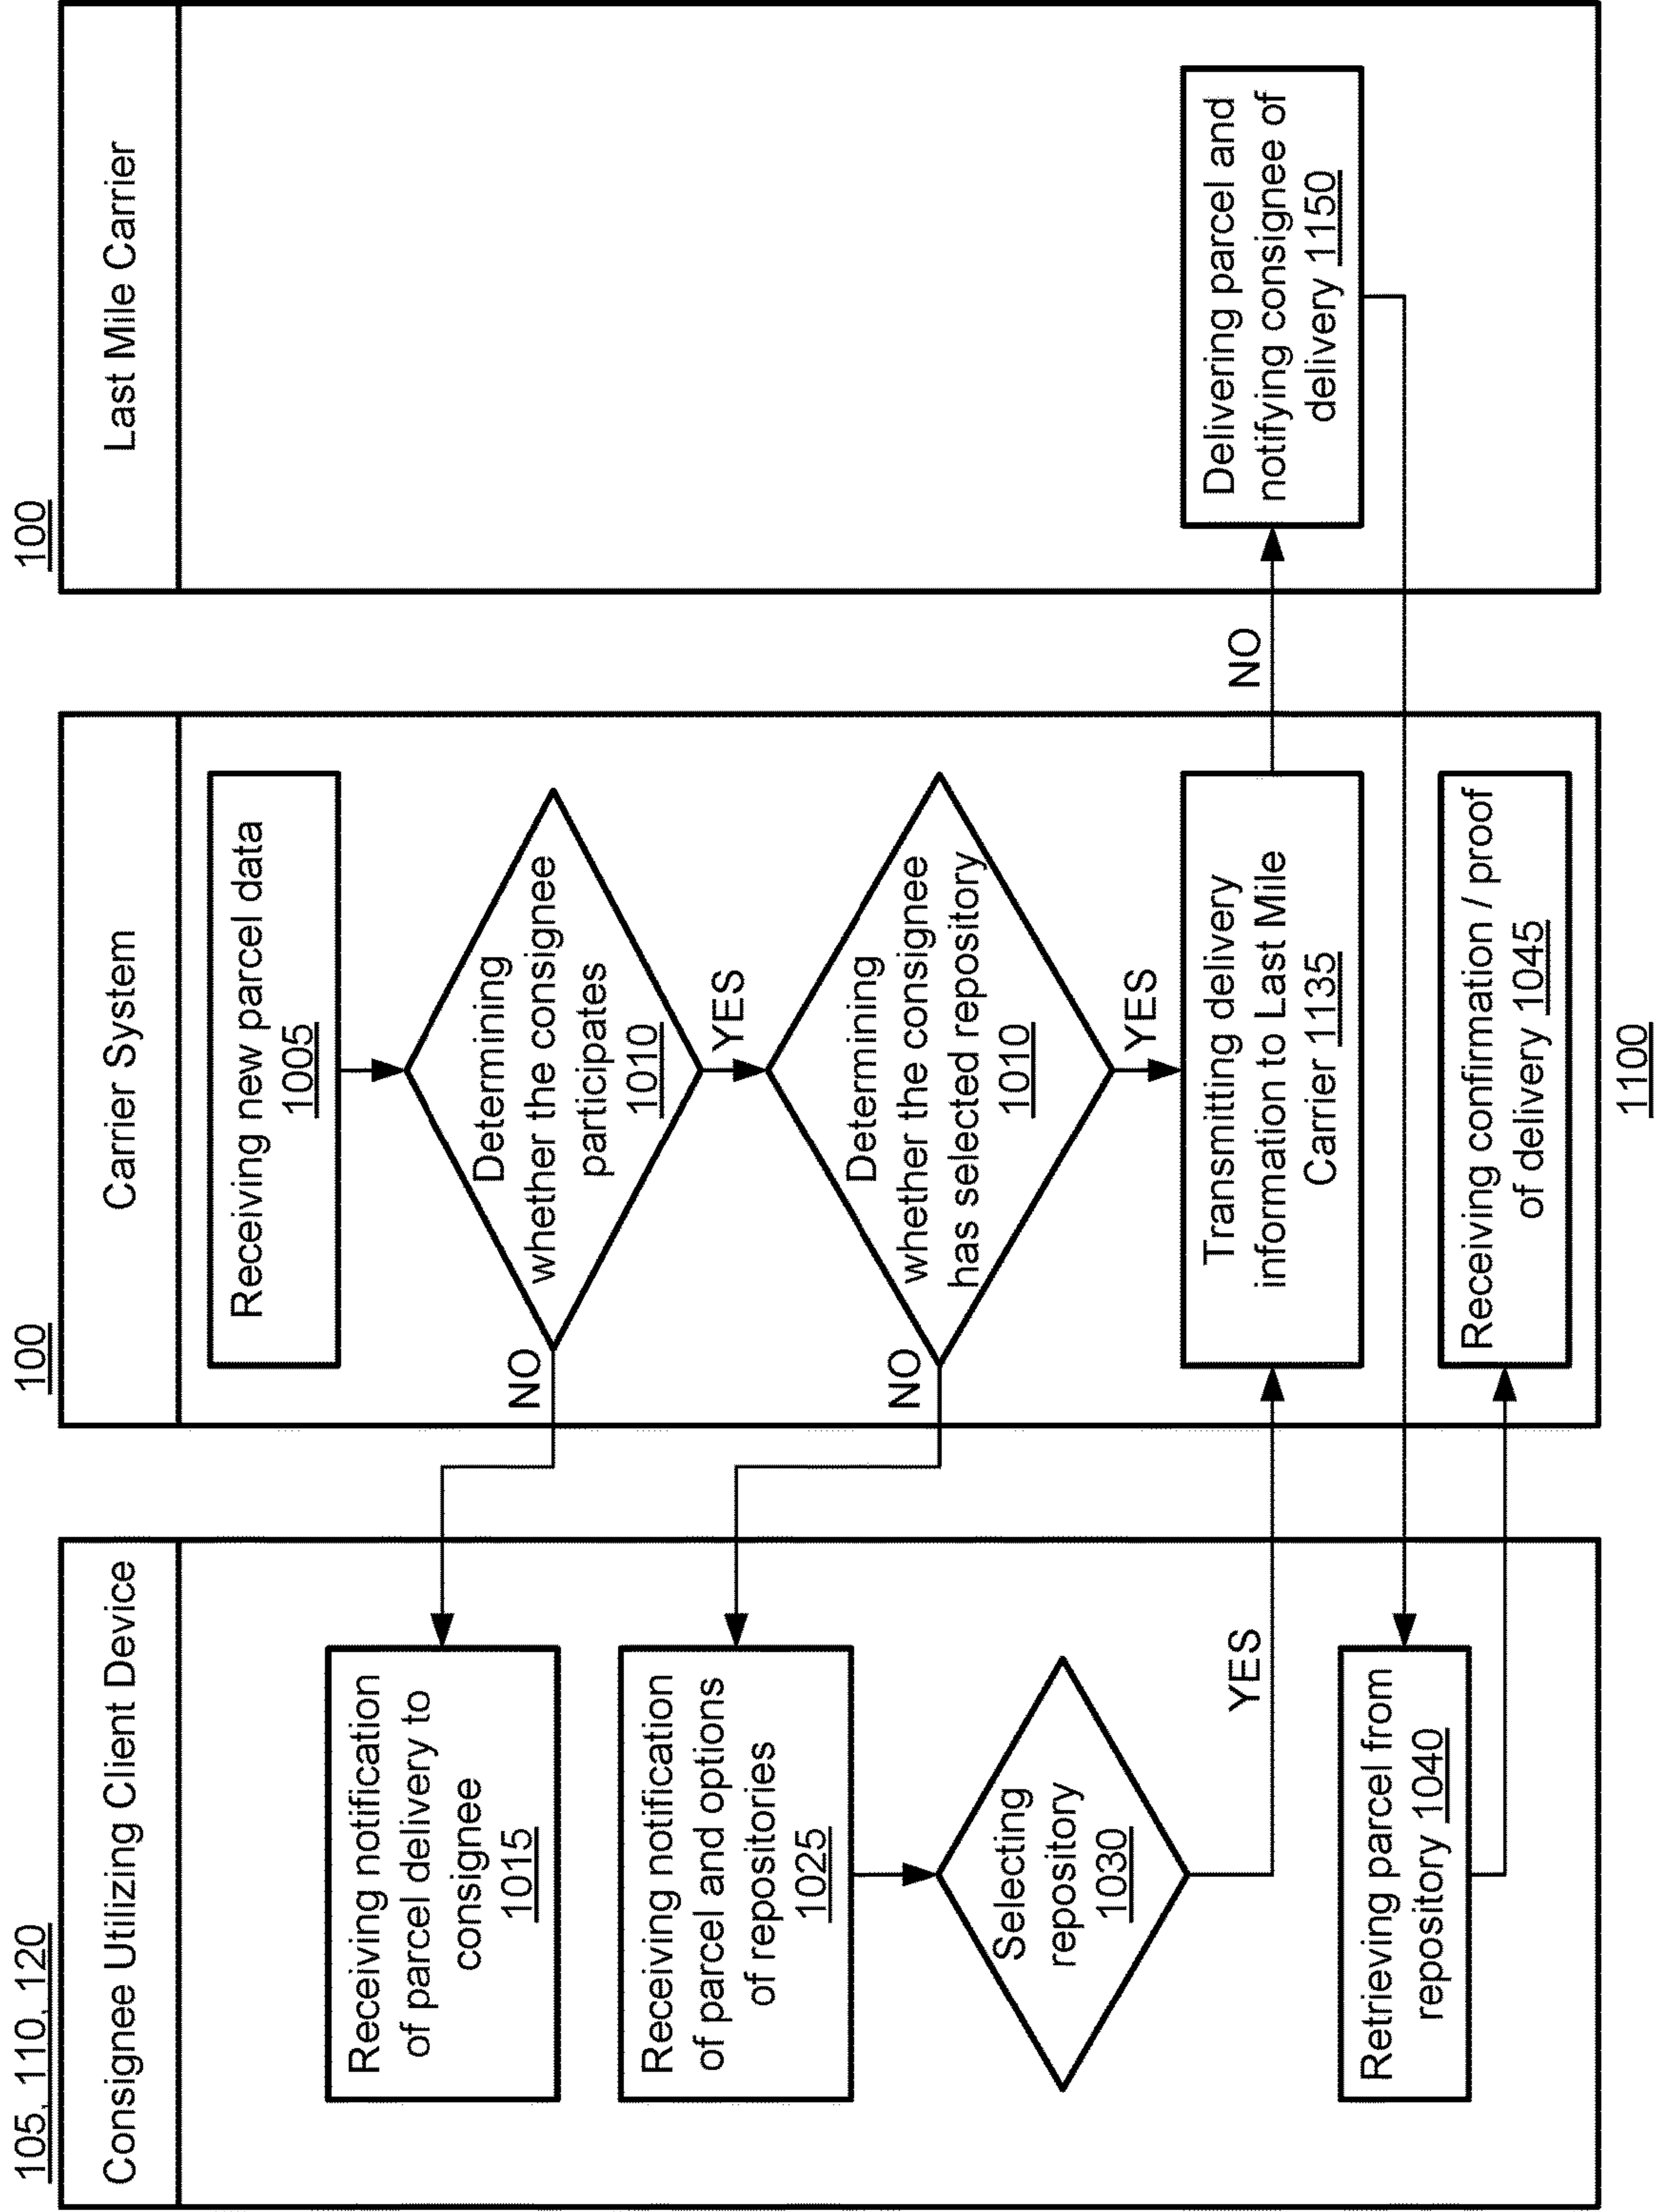 105, 110, 120
Consignee Utilizing Client Device
Receiving notification
of parcel delivery to
consignee
1015
Receiving notification
of parcel and options
of repositories
1025
Selecting
repository
1030
YES
Retrieving parcel from
repository 1040
100
Carrier System
Receiving new parcel data
1005
Determining
whether the consignee
participates
1010
NO
YES
Determining
whether the consignee
has selected repository
1010
NO
YES
Transmitting delivery
information to Last Mile
Carrier 1135
Receiving confirmation / proof
of delivery 1045
NO
100
Last Mile Carrier
Delivering parcel and
notifying consignee of
delivery 1150
1100